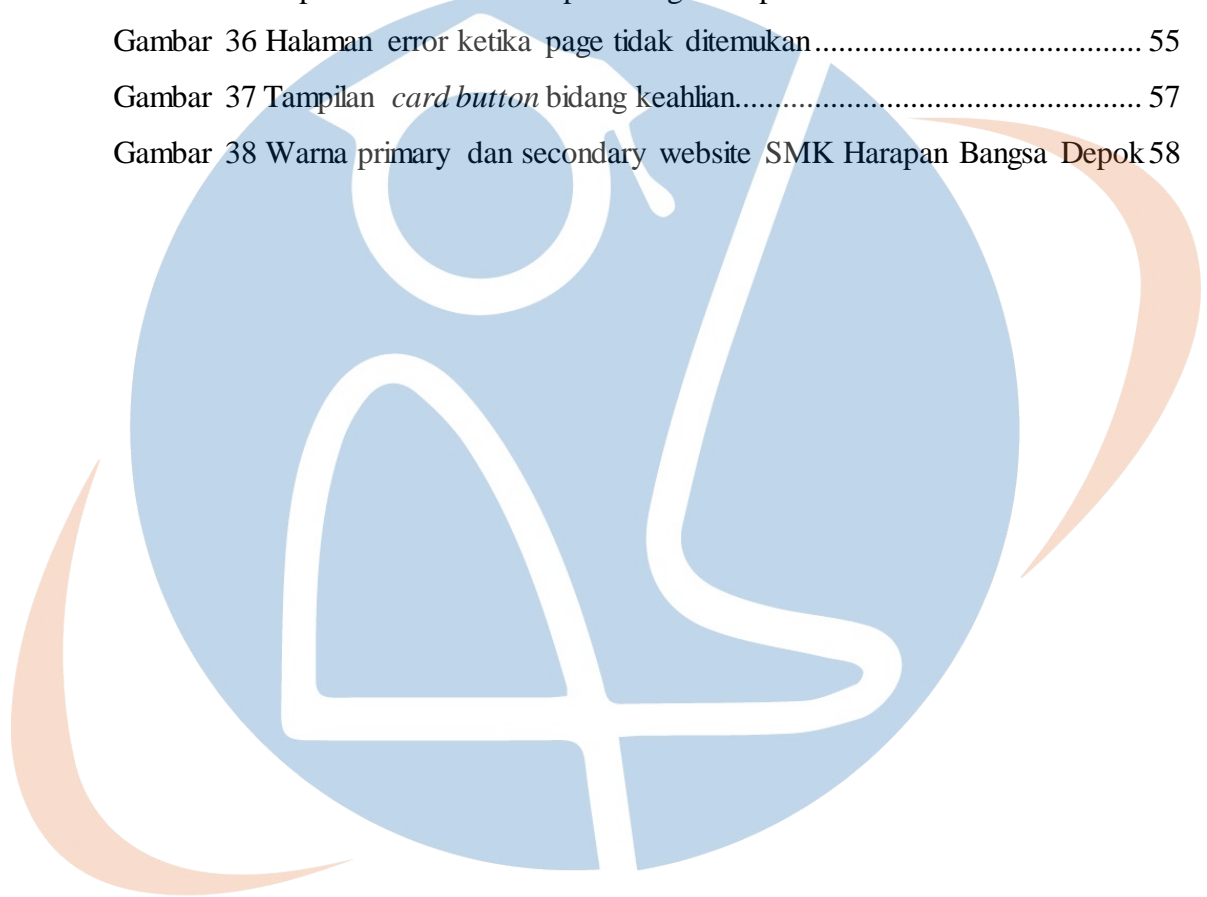 Gambar 36 Halaman error ketika page tidak ditemukan ..................................... 55
Gambar 37 Tampilan card button bidang keahlian.............................................. 57
Gambar 38 Warna primary dan secondary website SMK Harapan Bangsa Depok 58